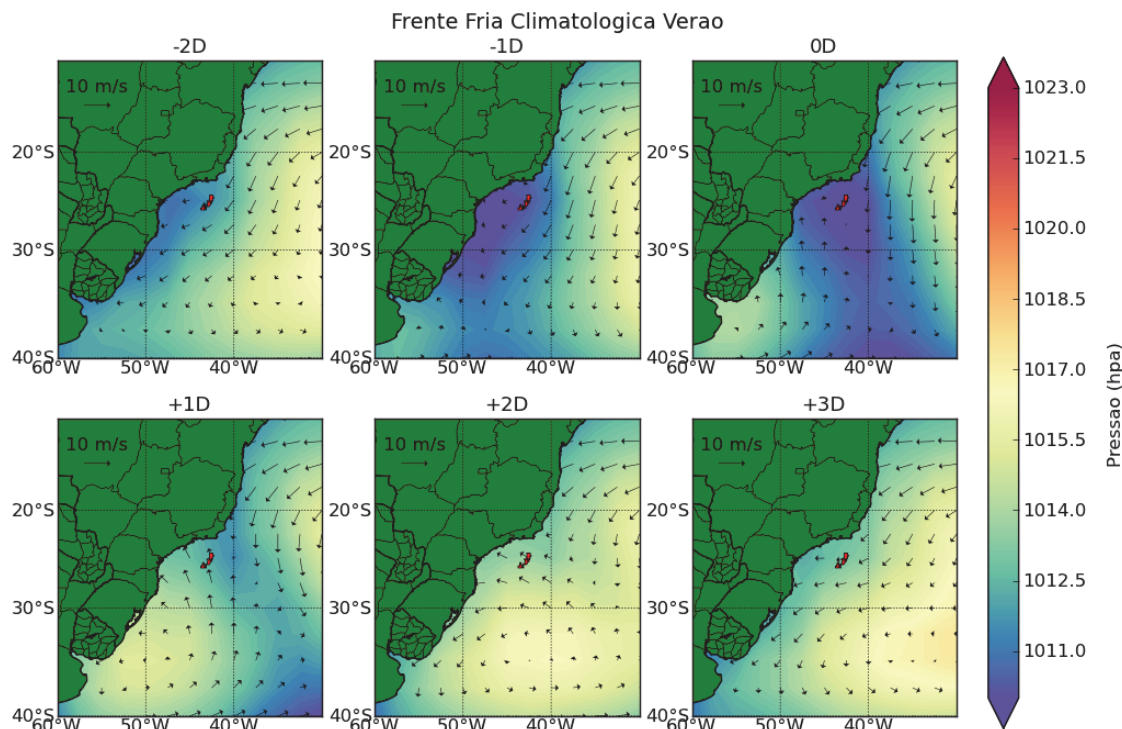 Frente Fria Climatologica Verao
-2D
-1D
0D
10 m/s
10 m/s
10 m/s
20°S
20°S
20°S
30°S
30°S
30°S
40°S
40°S
40°S
60°W
50°W
40°W
60°W
50°W
40°W
60°W
50°W
40°W
+1D
+2D
+3D
10 m/s
10 m/s
10 m/s
20°S
20°S
20°S
30°S
30°S
30°S
40°S
40°S
40°S
60°W
50°W
40°W
60°W
50°W
40°W
60°W
50°W
40°W
1023.0
1021.5
1020.0
1018.5
1017.0
1015.5
1014.0
1012.5
1011.0
Pressao (hpa)